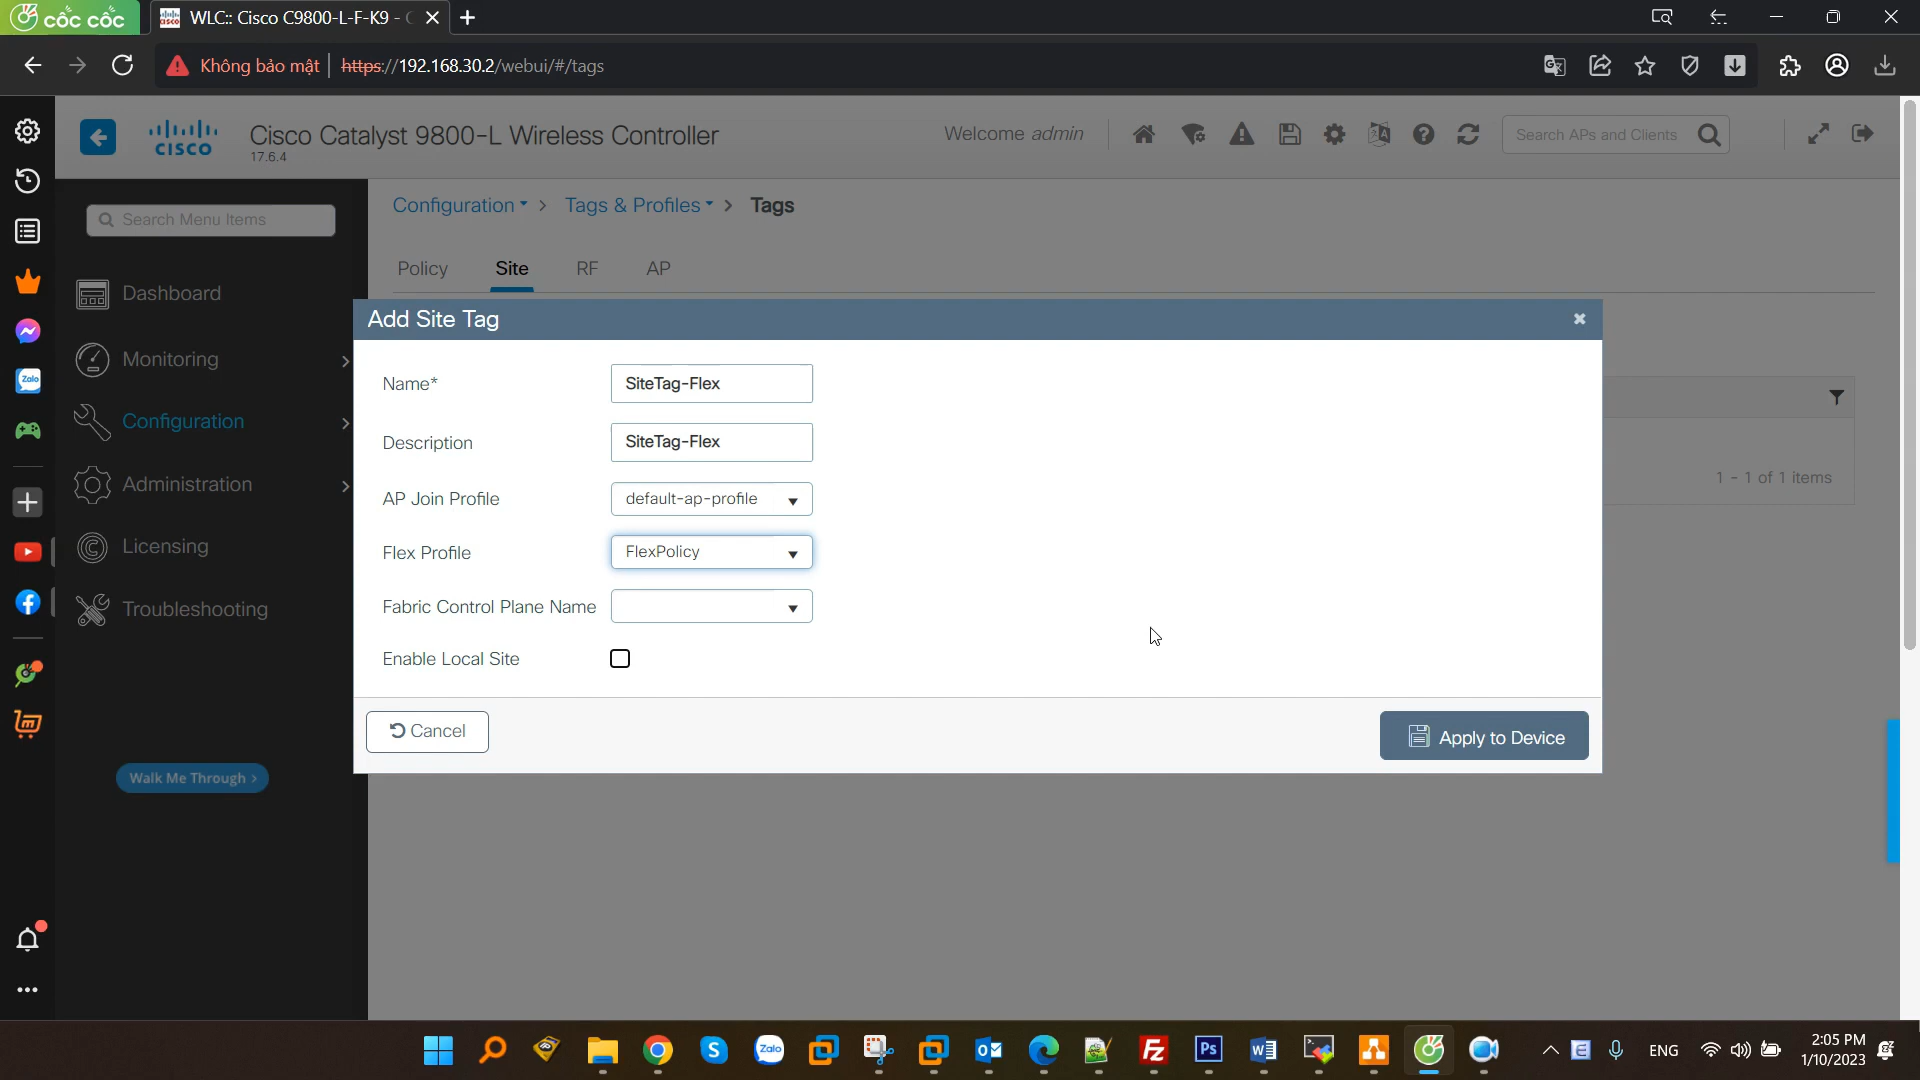 cốc cốc
WLC:: Cisco C9800-L-F-K9 -
Không bảo mật
https://192.168.30.2/webui/#/tags
CISCO
Cisco Catalyst 9800-L Wireless Controller
17.6.4
Welcome admin
Search APs and Clients
Search Menu Items
Dashboard
Monitoring
Configuration
Administration
Licensing
Troubleshooting
Walk Me Through >
Configuration > Tags & Profiles > Tags
Policy
Site
RF
AP
Add Site Tag
Name*
SiteTag-Flex
Description
SiteTag-Flex
AP Join Profile
default-ap-profile
Flex Profile
FlexPolicy
Fabric Control Plane Name
Enable Local Site
1 - 1 of 1 items
Cancel
Apply to Device
Zalo
Zalo
Ps
ENG
2:05 PM
1/10/2023